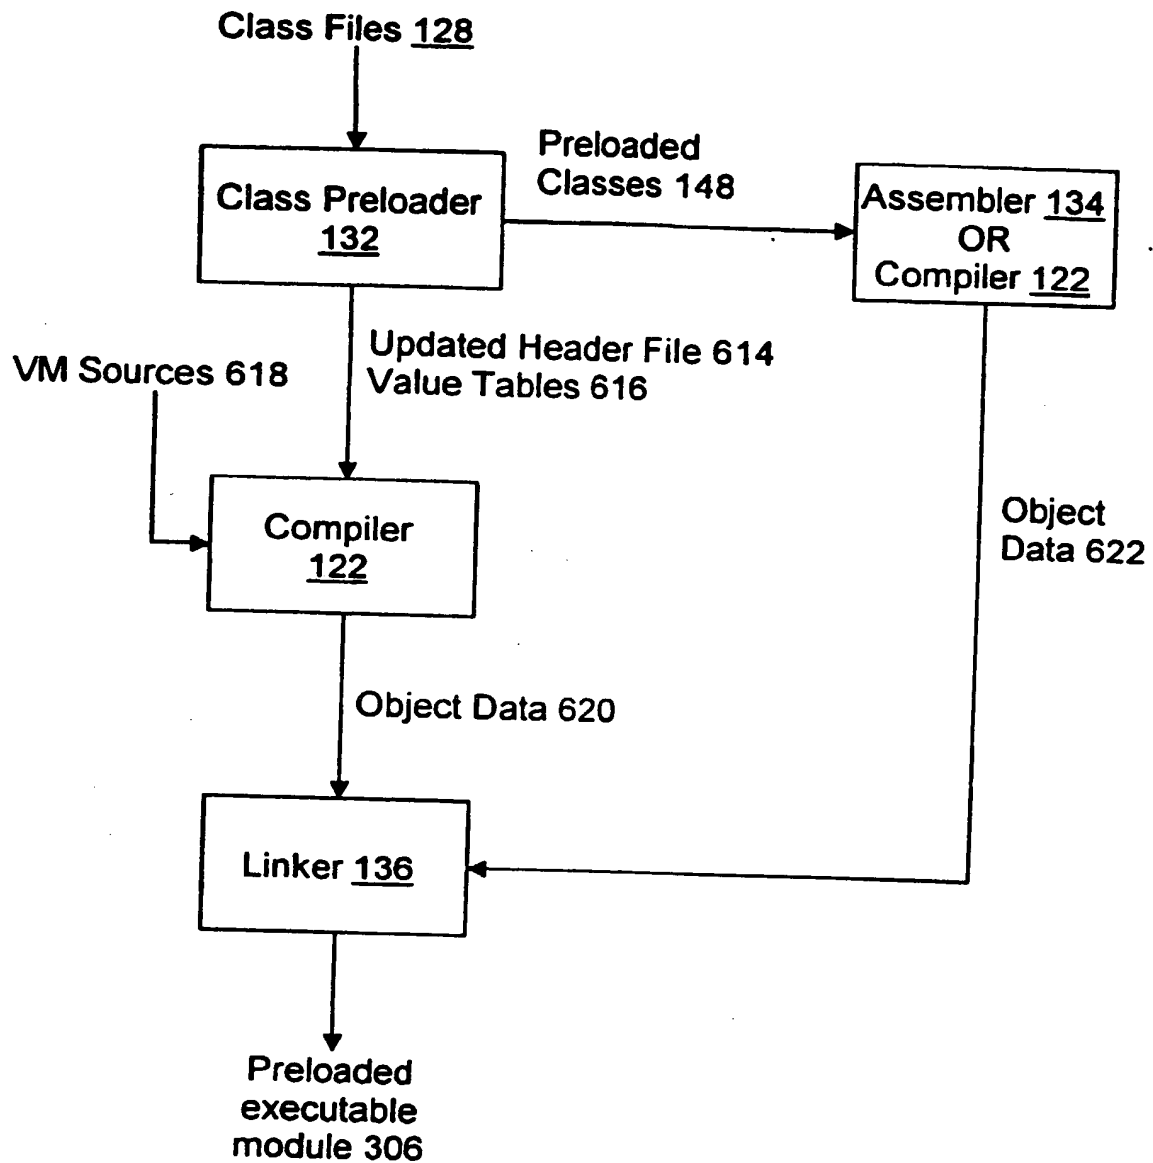 Class Files 128
Preloaded
Classes 148
Class Preloader
132
Assembler 134
OR
Compiler 122
Updated Header File 614
Value Tables 616
VM Sources 618
Compiler
122
Object
Data 622
Object Data 620
Linker 136
Preloaded
executable
module 306